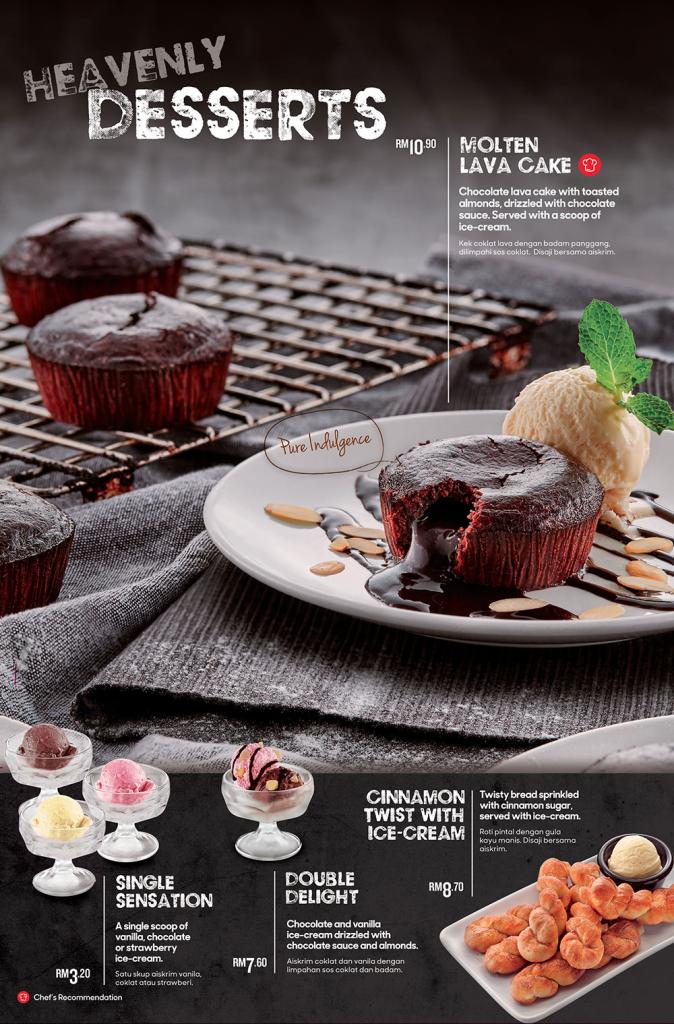 HEAVENLY
DESSERTS
RM10.90
MOLTEN
LAVA CAKE
Chocolate lava cake with toasted
almonds, drizzled with chocolate
sauce. Served with a scoop of
ice-cream.
Kek coklat lava dengan badam panggang,
dilimpahi sos coklat. Disaji bersama aiskrim.
Pure Indulgence
SINGLE
SENSATION
A single scoop of
vanilla, chocolate
or strawberry
ice-cream.
Satu skup aiskrim vanila,
coklat atau strawberi.
RM3.20
DOUBLE
DELIGHT
Chocolate and vanilla
ice-cream drizzled with
chocolate sauce and almonds.
Aiskrim coklat dan vanila dengan
limpahan sos coklat dan badam.
RM7.60
CINNAMON
TWIST WITH
ICE-CREAM
Twisty bread sprinkled
with cinnamon sugar,
served with ice-cream.
Roti pintal dengan gula
kayu manis. Disaji bersama
aiskrim.
RM8.70
Chef's Recommendation